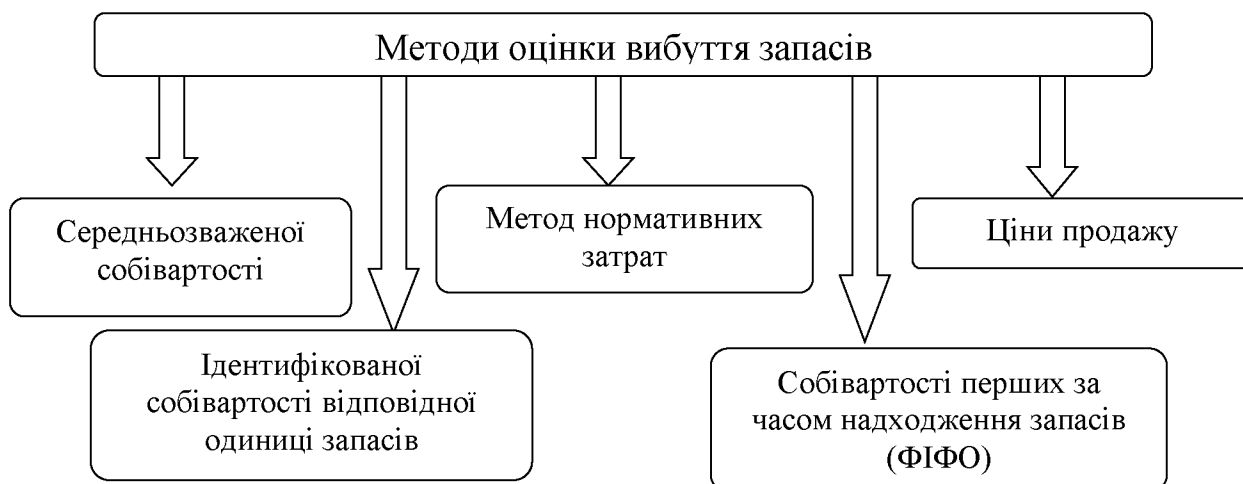 Методи оцінки вибуття запасів
Середньозваженої
собівартості
Метод нормативних
затрат
Ціни продажу
Ідентифікованої
собівартості відповідної
одиниці запасів
Собівартості перших за
часом надходження запасів
(ФІФО)